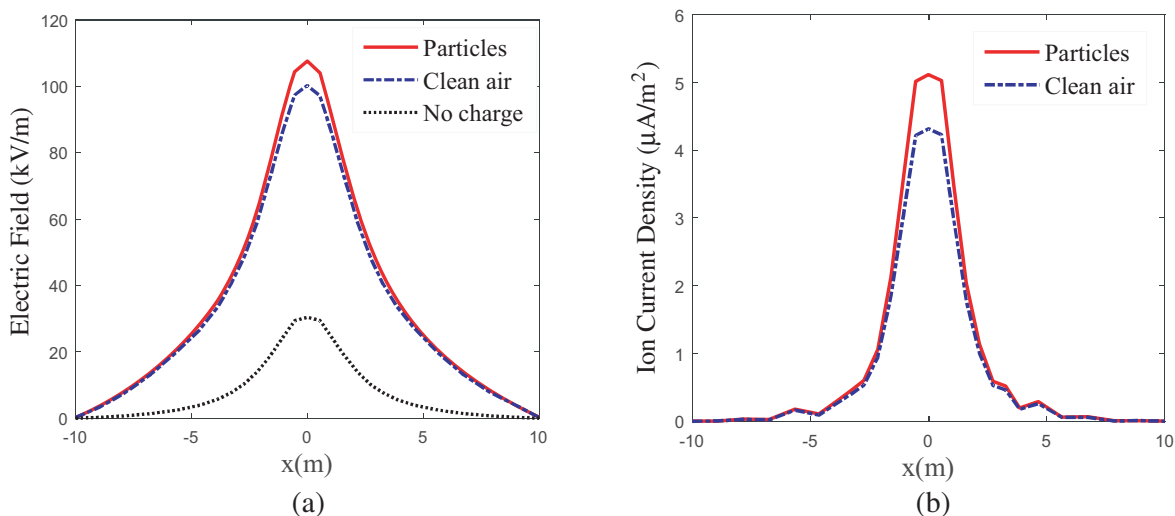 120
100
80
60
40
20
0
Electric Field (kV/m)
Particles
Clean air
No charge
-10
-5
0
5
10
x(m)
(a)
6
5
4
3
2
1
0
Ion Current Density (μA/m²)
Particles
Clean air
-10
-5
0
5
10
x(m)
(b)